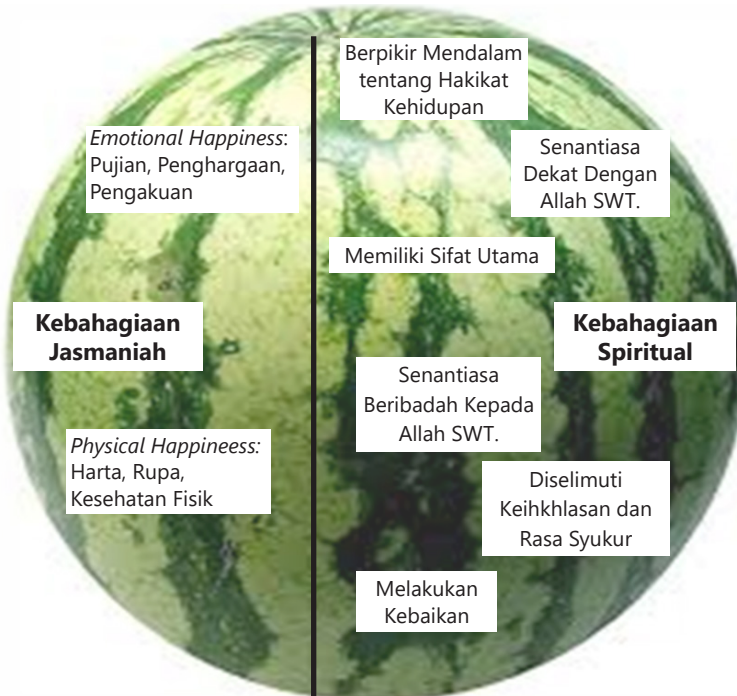 Berpikir Mendalam
tentang Hakikat
Kehidupan
Emotional Happiness:
Pujian, Penghargaan,
Pengakuan
Senantiasa
Dekat Dengan
Allah SWT.
Memiliki Sifat Utama
Kebahagiaan
Jasmaniah
Kebahagiaan
Spiritual
Senantiasa
Beribadah Kepada
Allah SWT.
Physical Happineess:
Harta, Rupa,
Kesehatan Fisik
Diselimuti
Keihkhlasan dan
Rasa Syukur
Melakukan
Kebaikan